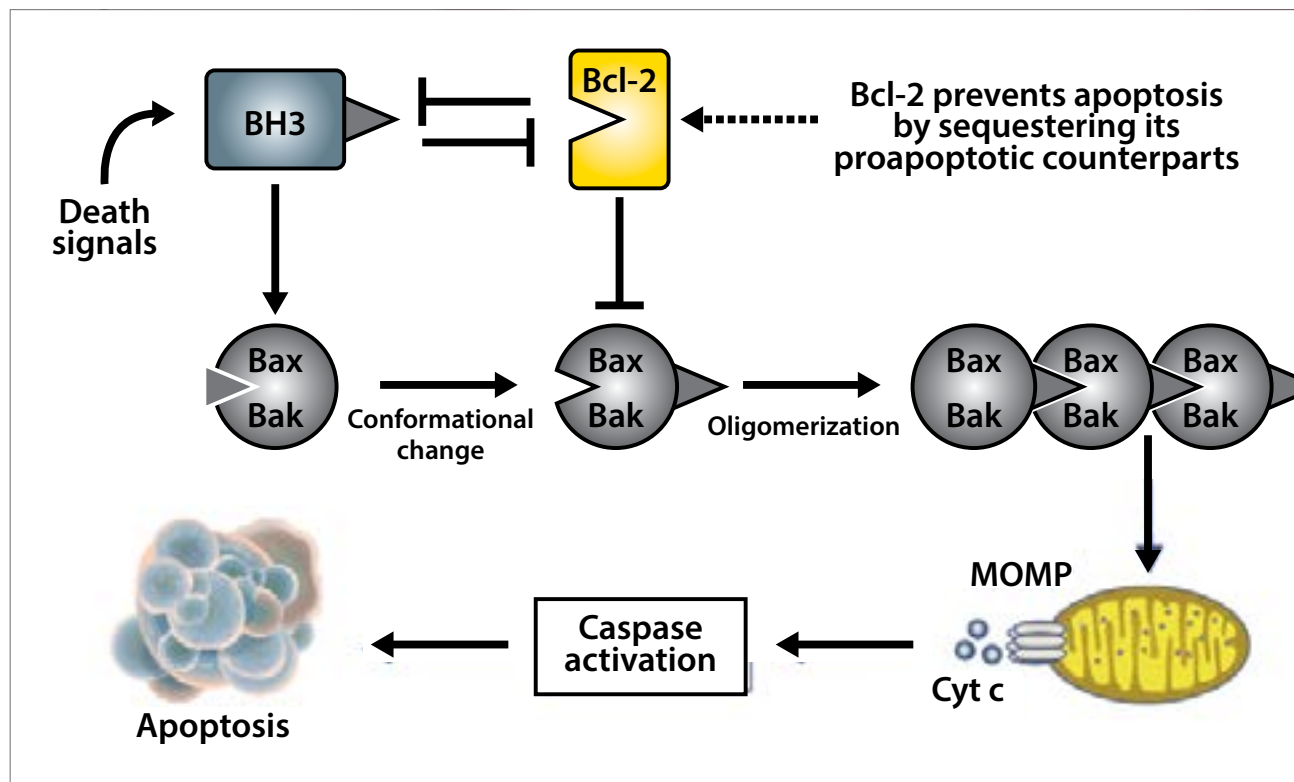 BH3
Bcl-2
Bcl-2 prevents apoptosis
by sequestering its
proapoptotic counterparts
Death
signals
Bax
Bak
Conformational
change
Bax
Bak
Oligomerization
Bax
Bak
Bax
Bak
Bax
Bak
MOMP
Cyt c
Caspase
activation
Apoptosis